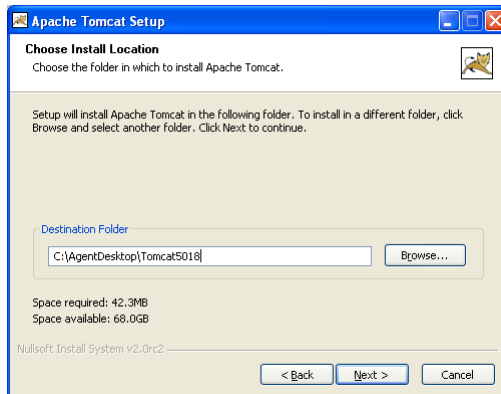 Apache Tomcat Setup
Choose Install Location
Choose the folder in which to install Apache Tomcat.
Setup will install Apache Tomcat in the following folder. To install in a different folder, click
Browse and select another folder. Click Next to continue.
Destination Folder
C:\AgentDesktop\Tomcat5018
Browse...
Space required: 42.3MB
Space available: 68.0GB
Nullsoft Install System v2.0rc2
< Back
Next >
Cancel